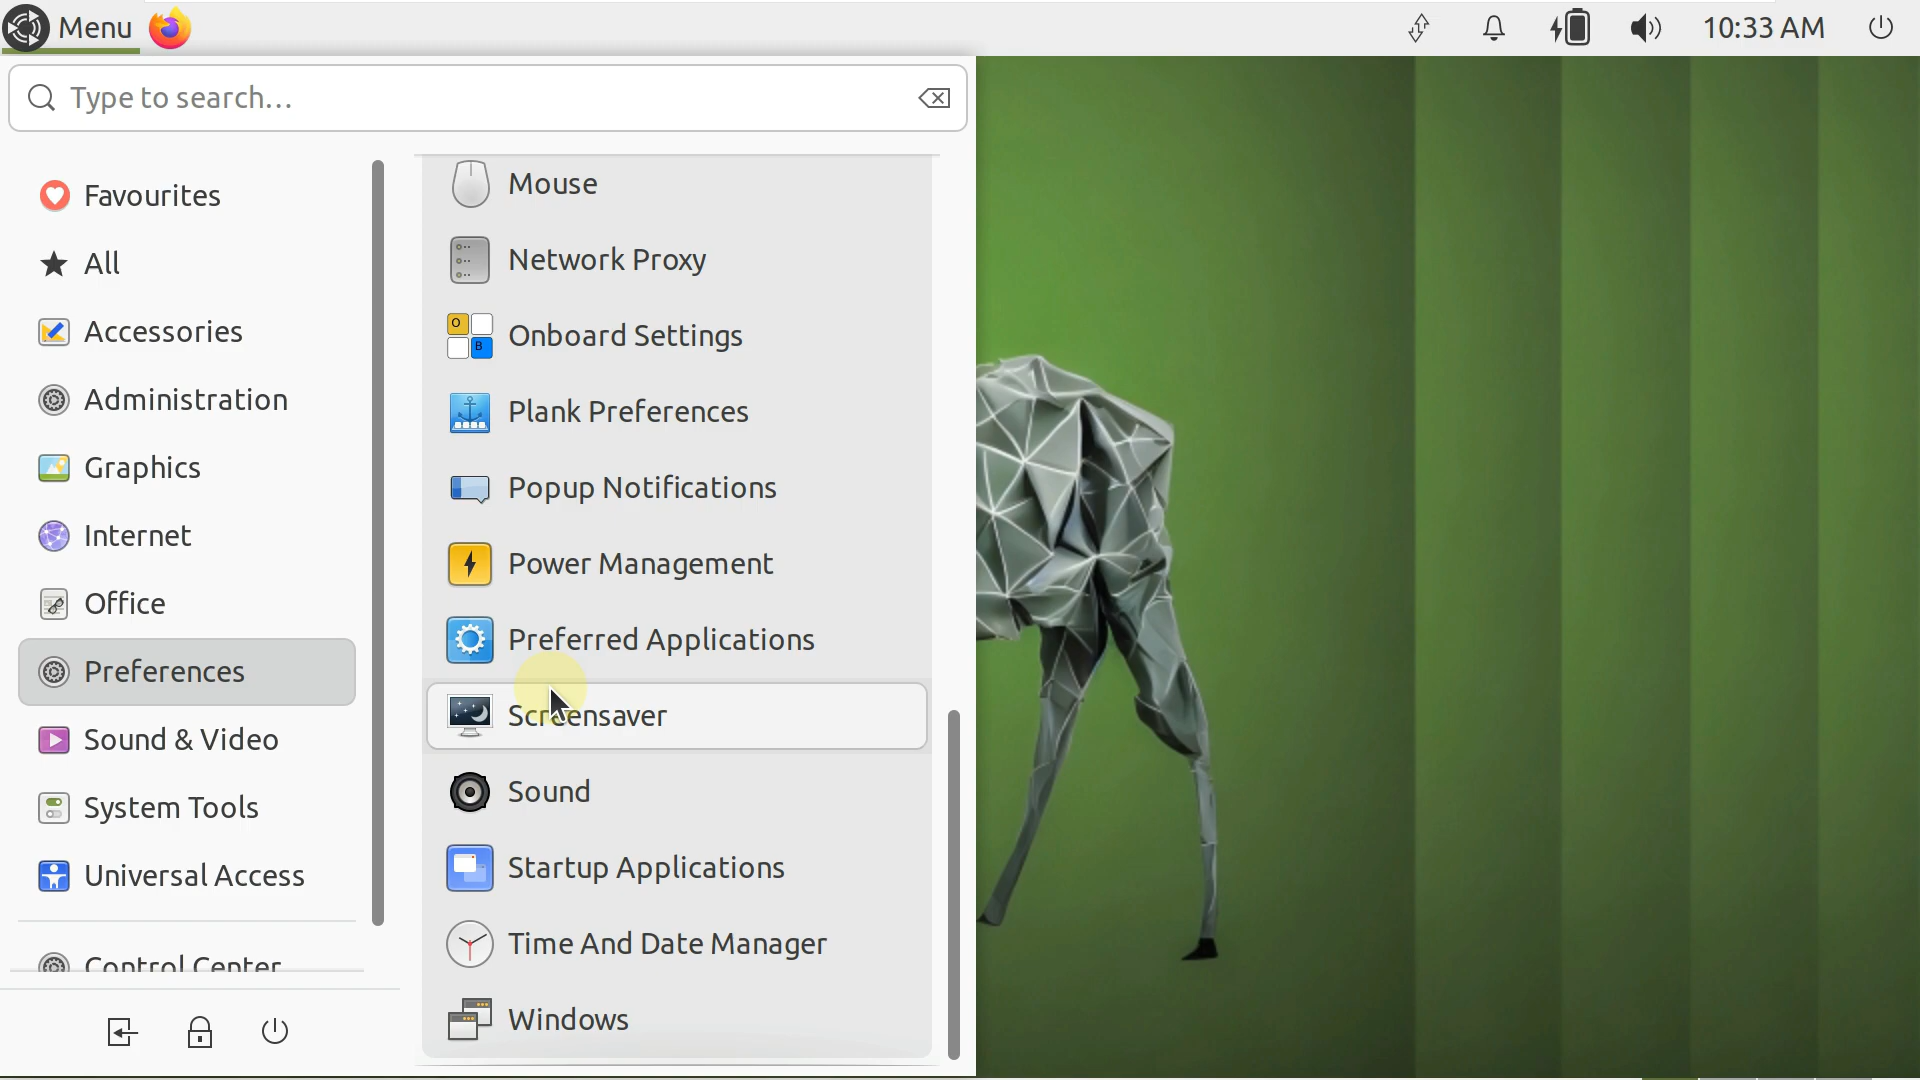 Menu
10:33 AM
Type to search...
Favourites
All
Accessories
Administration
Graphics
Internet
Office
Preferences
Sound & Video
System Tools
Universal Access
Control Center
Mouse
Network Proxy
Onboard Settings
Plank Preferences
Popup Notifications
Power Management
Preferred Applications
Screensaver
Sound
Startup Applications
Time And Date Manager
Windows